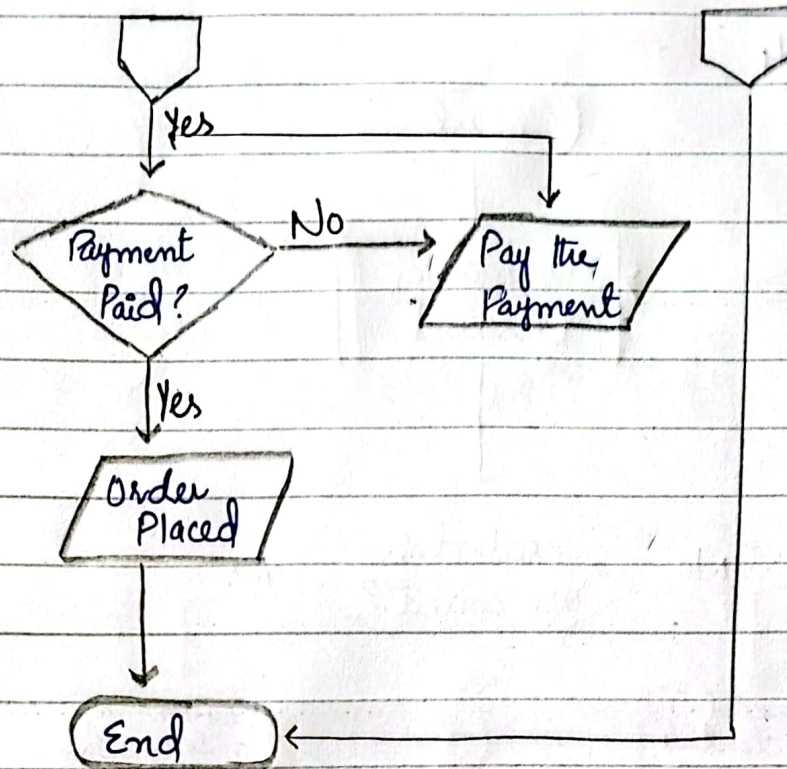 Yes
No
Payment
Paid?
Pay the
Payment
Yes
Order
Placed
End